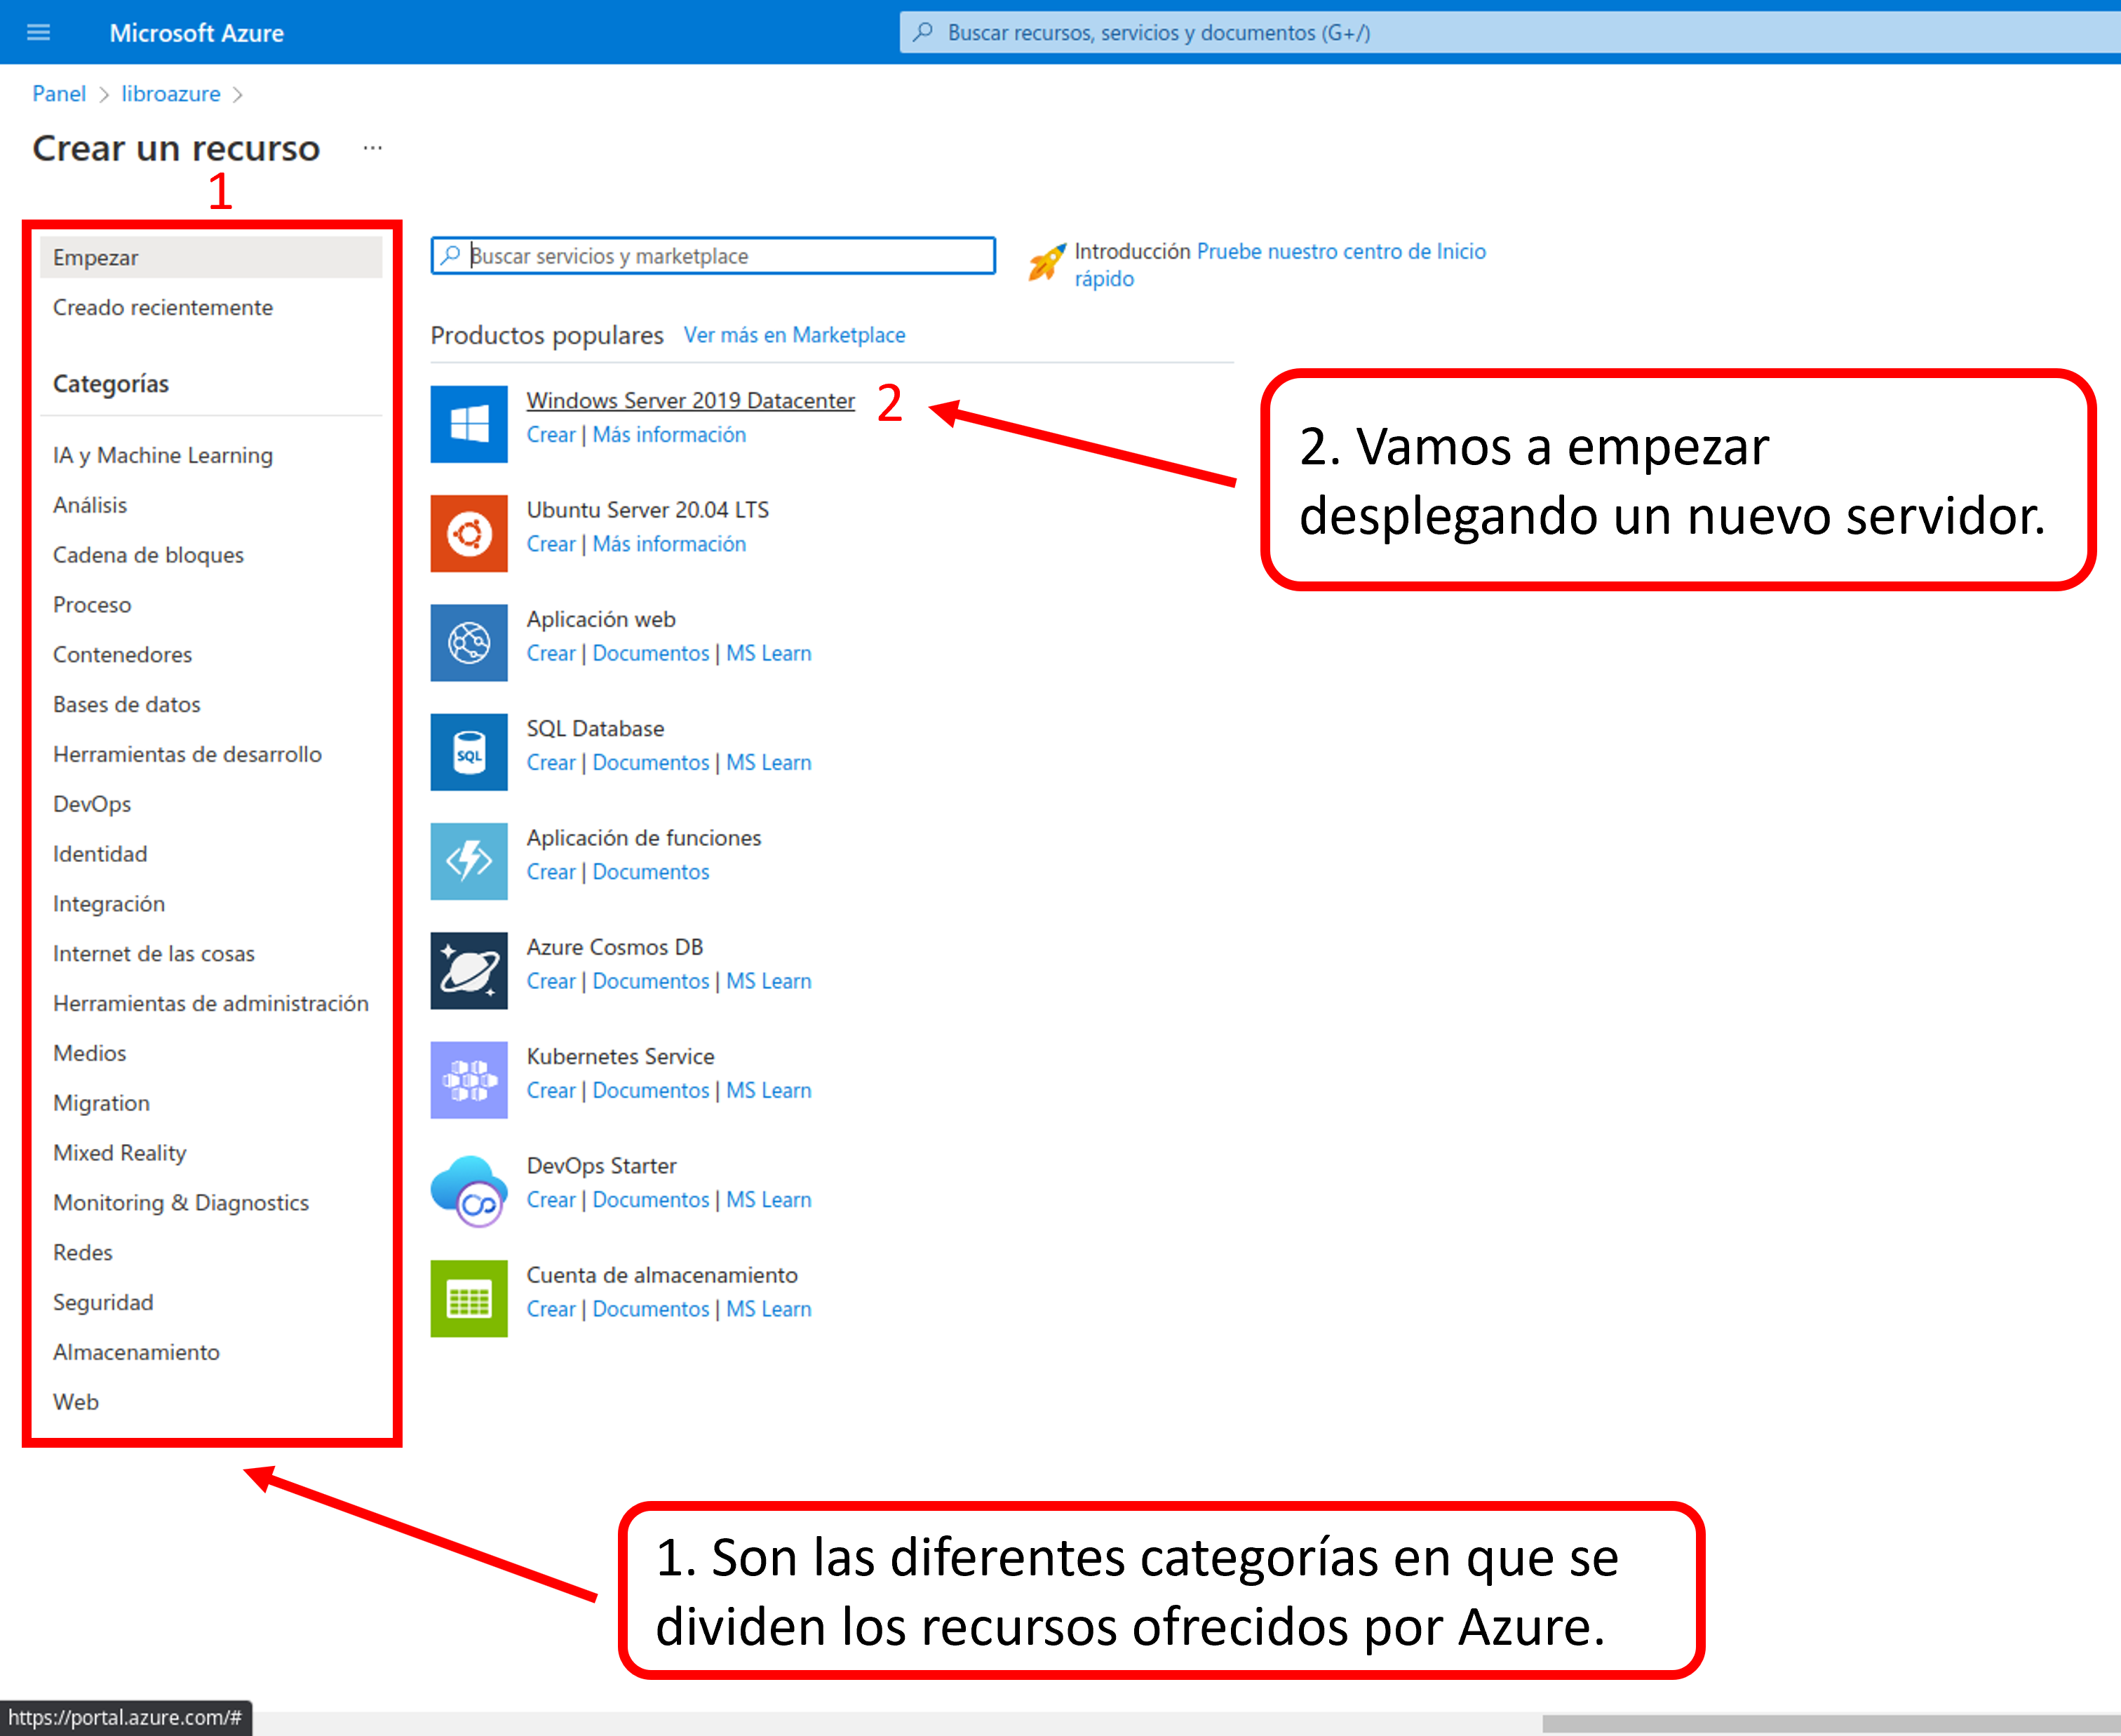 Microsoft Azure
Buscar recursos, servicios y documentos (G+/)
Panel > libroazure >
Crear un recurso ...
1
Empezar
Creado recientemente
Categorías
IA y Machine Learning
Análisis
Cadena de bloques
Proceso
Contenedores
Bases de datos
Herramientas de desarrollo
DevOps
Identidad
Integración
Internet de las cosas
Herramientas de administración
Medios
Migration
Mixed Reality
Monitoring & Diagnostics
Redes
Seguridad
Almacenamiento
Web
Buscar servicios y marketplace
Introducción Pruebe nuestro centro de Inicio
rápido
Productos populares Ver más en Marketplace
Windows Server 2019 Datacenter 2
Crear | Más información
Ubuntu Server 20.04 LTS
Crear | Más información
Aplicación web
Crear | Documentos | MS Learn
SQL
SQL Database
Crear | Documentos | MS Learn
Aplicación de funciones
Crear | Documentos
Azure Cosmos DB
Crear | Documentos | MS Learn
Kubernetes Service
Crear | Documentos | MS Learn
DevOps Starter
Crear | Documentos | MS Learn
Cuenta de almacenamiento
Crear | Documentos | MS Learn
2. Vamos a empezar
desplegando un nuevo servidor.
1. Son las diferentes categorías en que se
dividen los recursos ofrecidos por Azure.
https://portal.azure.com/#